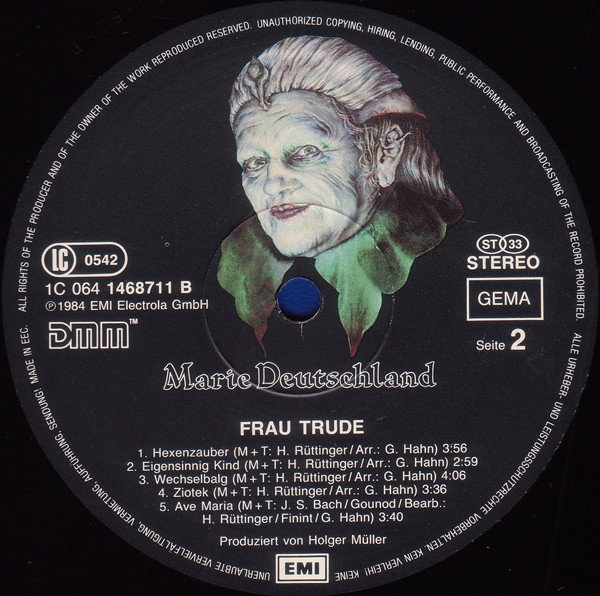 ALL RIGHTS OF THE PRODUCER AND OF THE OWNER OF THE WORK REPRODUCED RESERVED. UNAUTHORIZED COPYING, HIRING, LENDING, PUBLIC PERFORMANCE AND BROADCASTING OF THE RECORD PROHIBITED.
ALLE URHEBER- UND LEISTUNGSSCHUTZRECHTE VORBEHALTEN. KEIN VERLEIH! KEINE UNERLAUBTE VERVIELFÄLTIGUNG, VERMIETUNG, AUFFÜHRUNG, SENDUNG! MADE IN EEC.
LC 0542
1C 064 1468711 B
℗1984 EMI Electrola GmbH
DMM™
ST 33
STEREO
GEMA
Seite 2
Marie Deutschland
FRAU TRUDE
1. Hexenzauber (M + T: H. Rüttinger/Arr.: G. Hahn) 3:56
2. Eigensinnig Kind (M + T: H. Rüttinger/Arr.: G. Hahn) 2:59
3. Wechselbalg (M + T: H. Rüttinger/Arr.: G. Hahn) 4:06
4. Ziotek (M + T: H. Rüttinger/Arr.: G. Hahn) 3:36
5. Ave Maria (M + T: J. S. Bach/Gounod/Bearb.:
H. Rüttinger/Finint/G. Hahn) 3:40
Produziert von Holger Müller
EMI